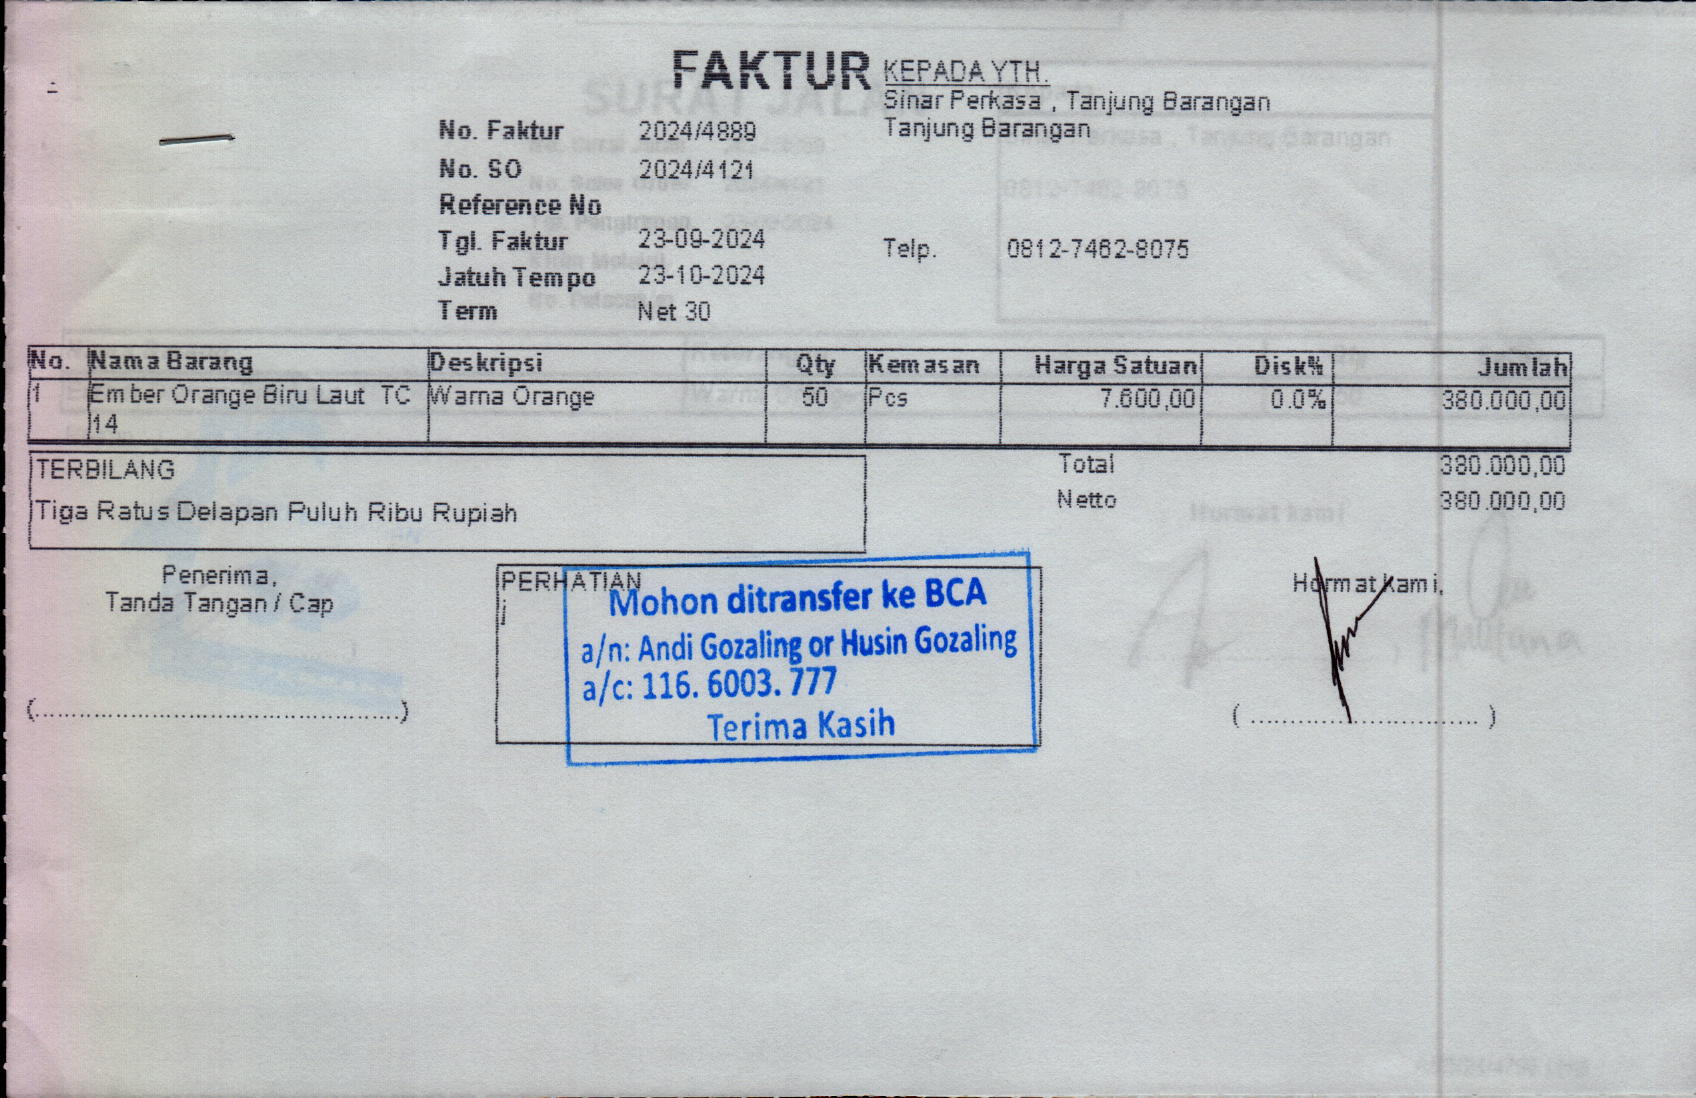 FAKTUR
KEPADA YTH.
Sinar Perkasa , Tanjung Barangan
Tanjung Barangan
No. Faktur 2024/4889
No. SO 2024/4121
Reference No
Tgl. Faktur 23-09-2024
Telp. 0812-7462-8075
Jatuh Tempo 23-10-2024
Term Net 30
No. Nama Barang Deskripsi Qty Kemasan Harga Satuan Disk% Jumlah
1 Ember Orange Biru Laut TC Warna Orange 50 Pcs 7.600,00 0.0% 380.000,00
14
TERBILANG
Tiga Ratus Delapan Puluh Ribu Rupiah
Total 380.000,00
Netto 380.000,00
Penerima,
Tanda Tangan / Cap
(..........................................)
PERHATIAN
Mohon ditransfer ke BCA
a/n: Andi Gozaling or Husin Gozaling
a/c: 116. 6003. 777
Terima Kasih
Hormat kami,
( .......................... )